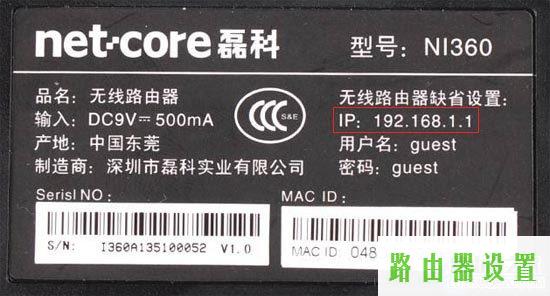 net-core 磊科
型号: NI360
品名: 无线路由器
输入: DC9V⎓500mA
产地: 中国东莞
制造商: 深圳市磊科实业有限公司
S&E
无线路由器缺省设置:
IP: 192.168.1.1
用户名: guest
密码: guest
Serisl NO:
S/N: I360A135100052 V1.0
MAC ID:
MAC ID: 048
路由器设置